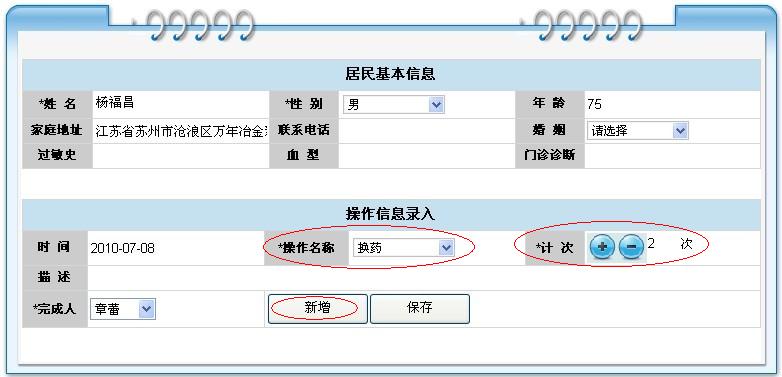 居民基本信息
*姓 名 杨福昌 *性 别 男 年 龄 75
家庭地址 江苏省苏州市沧浪区万年冶金 联系电话 婚 姻 请选择
过敏史 血 型 门诊诊断
操作信息录入
时 间 2010-07-08 *操作名称 换药 *计 次 2 次
描 述
*完成人 章蕾 新增 保存